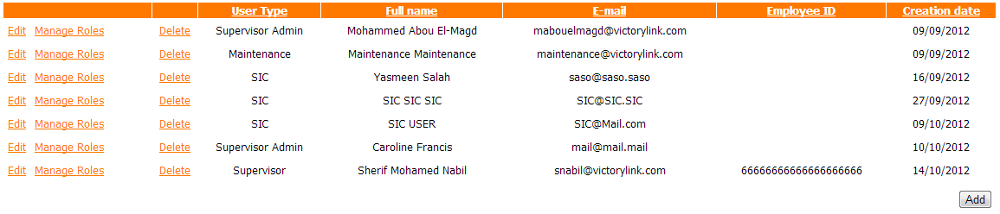 User Type Full name E-mail Employee ID Creation date
Edit Manage Roles Delete Supervisor Admin Mohammed Abou El-Magd mabouelmagd@victorylink.com 09/09/2012
Edit Manage Roles Delete Maintenance Maintenance Maintenance maintenance@victorylink.com 09/09/2012
Edit Manage Roles Delete SIC Yasmeen Salah saso@saso.saso 16/09/2012
Edit Manage Roles Delete SIC SIC SIC SIC SIC@SIC.SIC 27/09/2012
Edit Manage Roles Delete SIC SIC USER SIC@Mail.com 09/10/2012
Edit Manage Roles Delete Supervisor Admin Caroline Francis mail@mail.mail 10/10/2012
Edit Manage Roles Delete Supervisor Sherif Mohamed Nabil snabil@victorylink.com 66666666666666666666 14/10/2012
Add